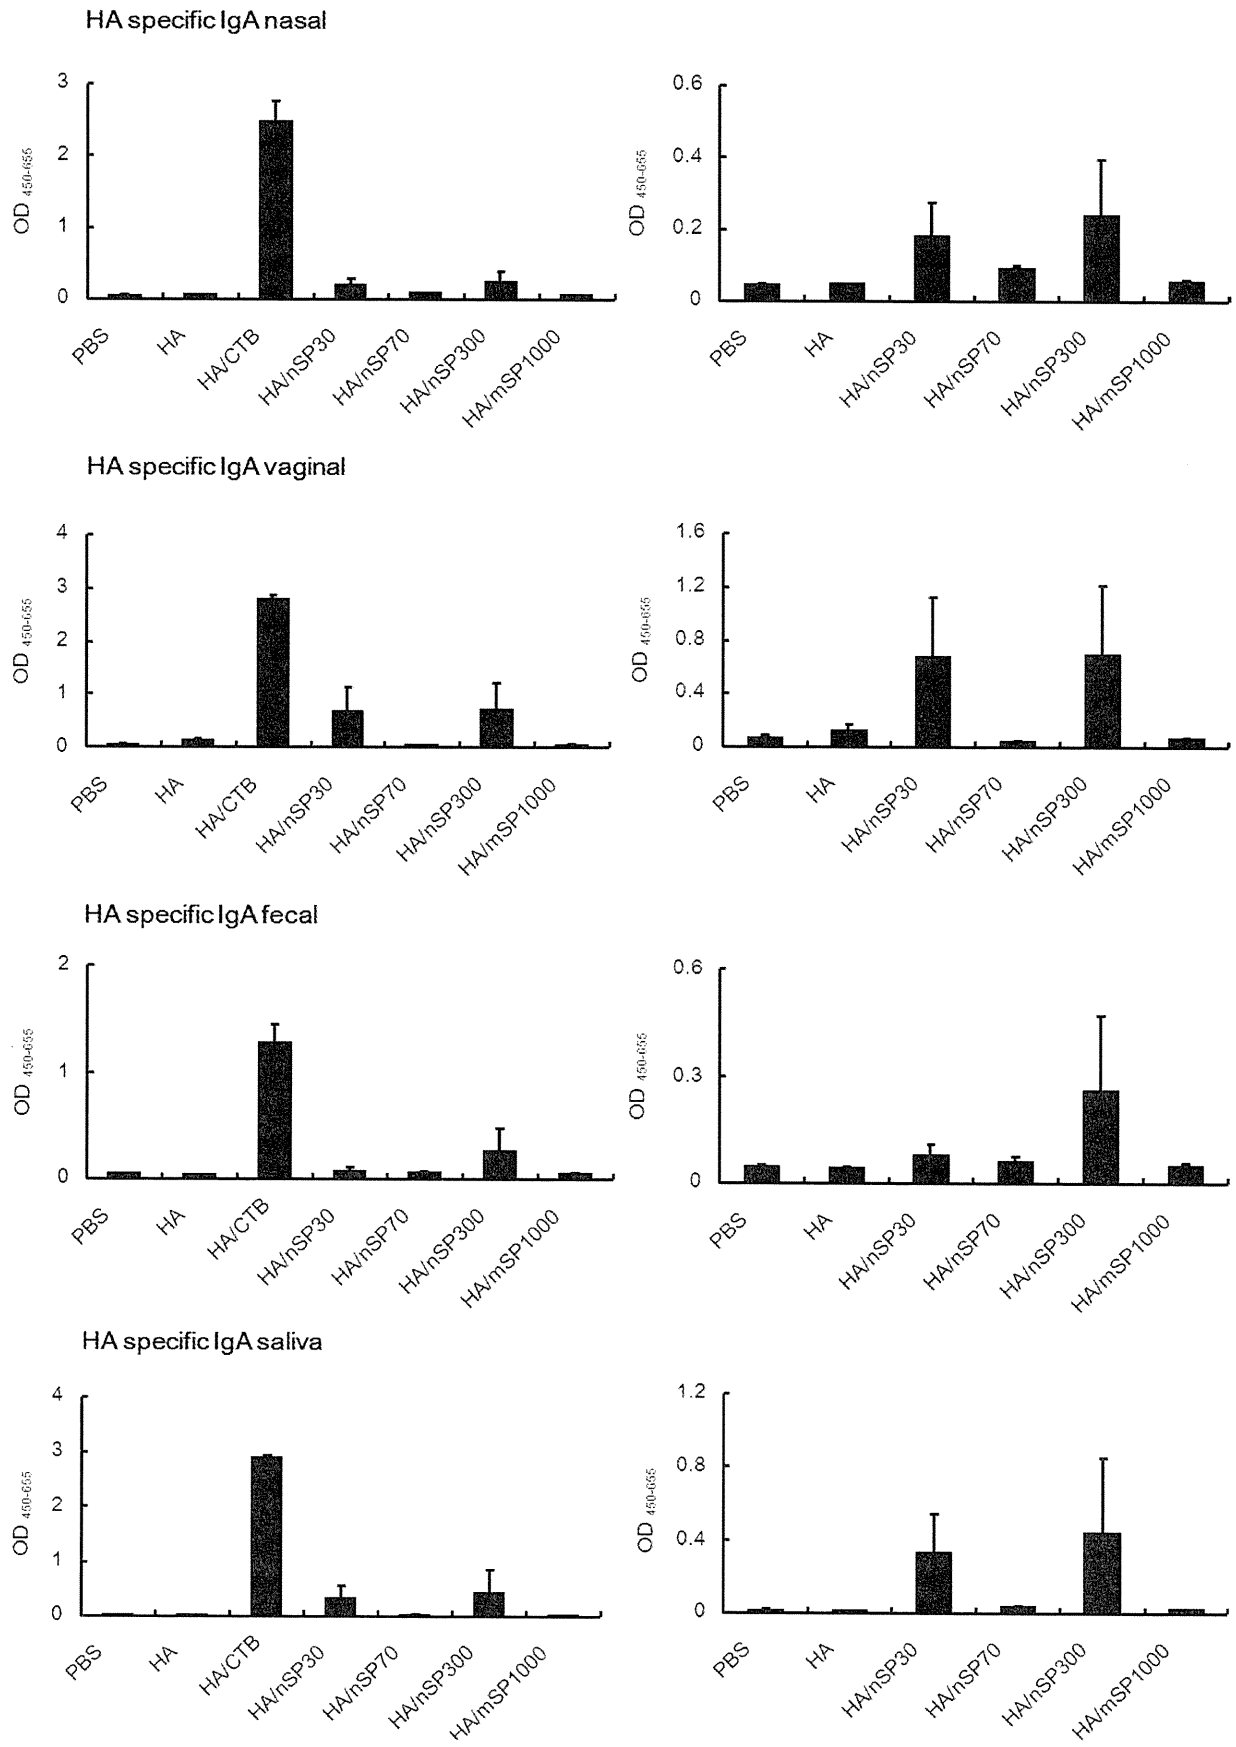 HA specific IgA nasal
3
2
1
0
OD 450-655
PBS
HA
HA/CTB
HA/nSP30
HA/nSP70
HA/nSP300
HA/mSP1000
0.6
0.4
0.2
0
OD 450-655
PBS
HA
HA/nSP30
HA/nSP70
HA/nSP300
HA/mSP1000
HA specific IgA vaginal
4
3
2
1
0
OD 450-655
PBS
HA
HA/CTB
HA/nSP30
HA/nSP70
HA/nSP300
HA/mSP1000
1.6
1.2
0.8
0.4
0
OD 450-655
PBS
HA
HA/nSP30
HA/nSP70
HA/nSP300
HA/mSP1000
HA specific IgA fecal
2
1
0
OD 450-655
PBS
HA
HA/CTB
HA/nSP30
HA/nSP70
HA/nSP300
HA/mSP1000
0.6
0.3
0
OD 450-655
PBS
HA
HA/nSP30
HA/nSP70
HA/nSP300
HA/mSP1000
HA specific IgA saliva
4
3
2
1
0
OD 450-655
PBS
HA
HA/CTB
HA/nSP30
HA/nSP70
HA/nSP300
HA/mSP1000
1.2
0.8
0.4
0
OD 450-655
PBS
HA
HA/nSP30
HA/nSP70
HA/nSP300
HA/mSP1000